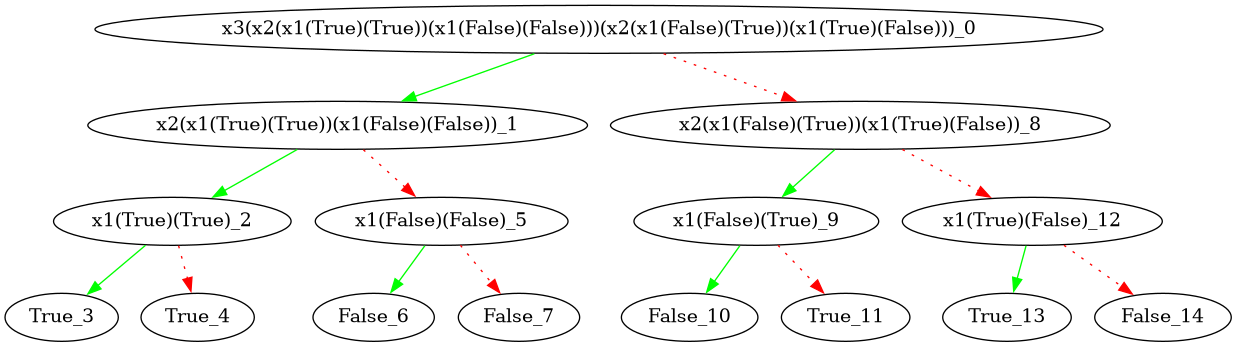 x3(x2(x1(True)(True))(x1(False)(False)))(x2(x1(False)(True))(x1(True)(False)))_0
x2(x1(True)(True))(x1(False)(False))_1
x2(x1(False)(True))(x1(True)(False))_8
x1(True)(True)_2
x1(False)(False)_5
x1(False)(True)_9
x1(True)(False)_12
True_3
True_4
False_6
False_7
False_10
True_11
True_13
False_14